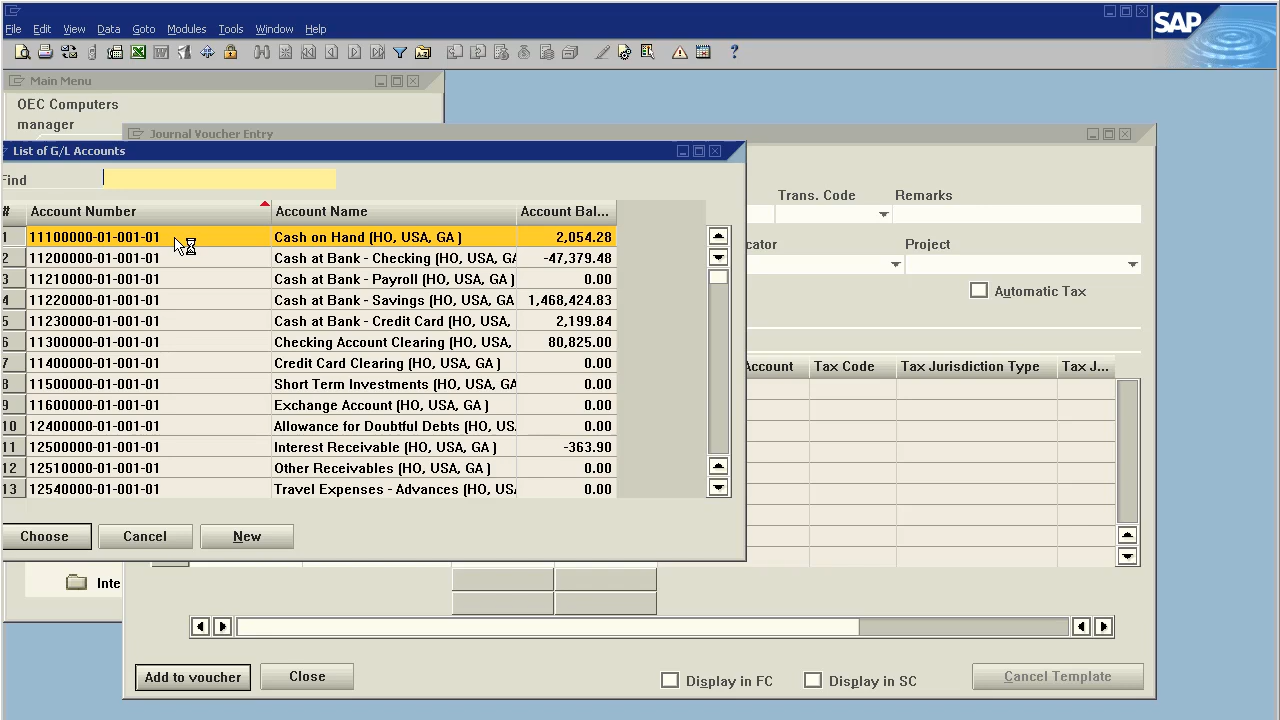 File Edit View Data Goto Modules Tools Window Help
SAP
Main Menu
OEC Computers
manager
Journal Voucher Entry
List of G/L Accounts
Find
Trans. Code Remarks
Project
Automatic Tax
# Account Number Account Name Account Bal...
1 11100000-01-001-01 Cash on Hand (HO, USA, GA ) 2,054.28
2 11200000-01-001-01 Cash at Bank - Checking (HO, USA, GA -47,379.48
3 11210000-01-001-01 Cash at Bank - Payroll (HO, USA, GA ) 0.00
4 11220000-01-001-01 Cash at Bank - Savings (HO, USA, GA 1,468,424.83
5 11230000-01-001-01 Cash at Bank - Credit Card (HO, USA, 2,199.84
6 11300000-01-001-01 Checking Account Clearing (HO, USA, 80,825.00
7 11400000-01-001-01 Credit Card Clearing (HO, USA, GA ) 0.00
8 11500000-01-001-01 Short Term Investments (HO, USA, GA 0.00
9 11600000-01-001-01 Exchange Account (HO, USA, GA ) 0.00
10 12400000-01-001-01 Allowance for Doubtful Debts (HO, US 0.00
11 12500000-01-001-01 Interest Receivable (HO, USA, GA ) -363.90
12 12510000-01-001-01 Other Receivables (HO, USA, GA ) 0.00
13 12540000-01-001-01 Travel Expenses - Advances (HO, US 0.00
Account Tax Code Tax Jurisdiction Type Tax J...
Choose Cancel New
Inte
Add to voucher Close
Display in FC Display in SC Cancel Template